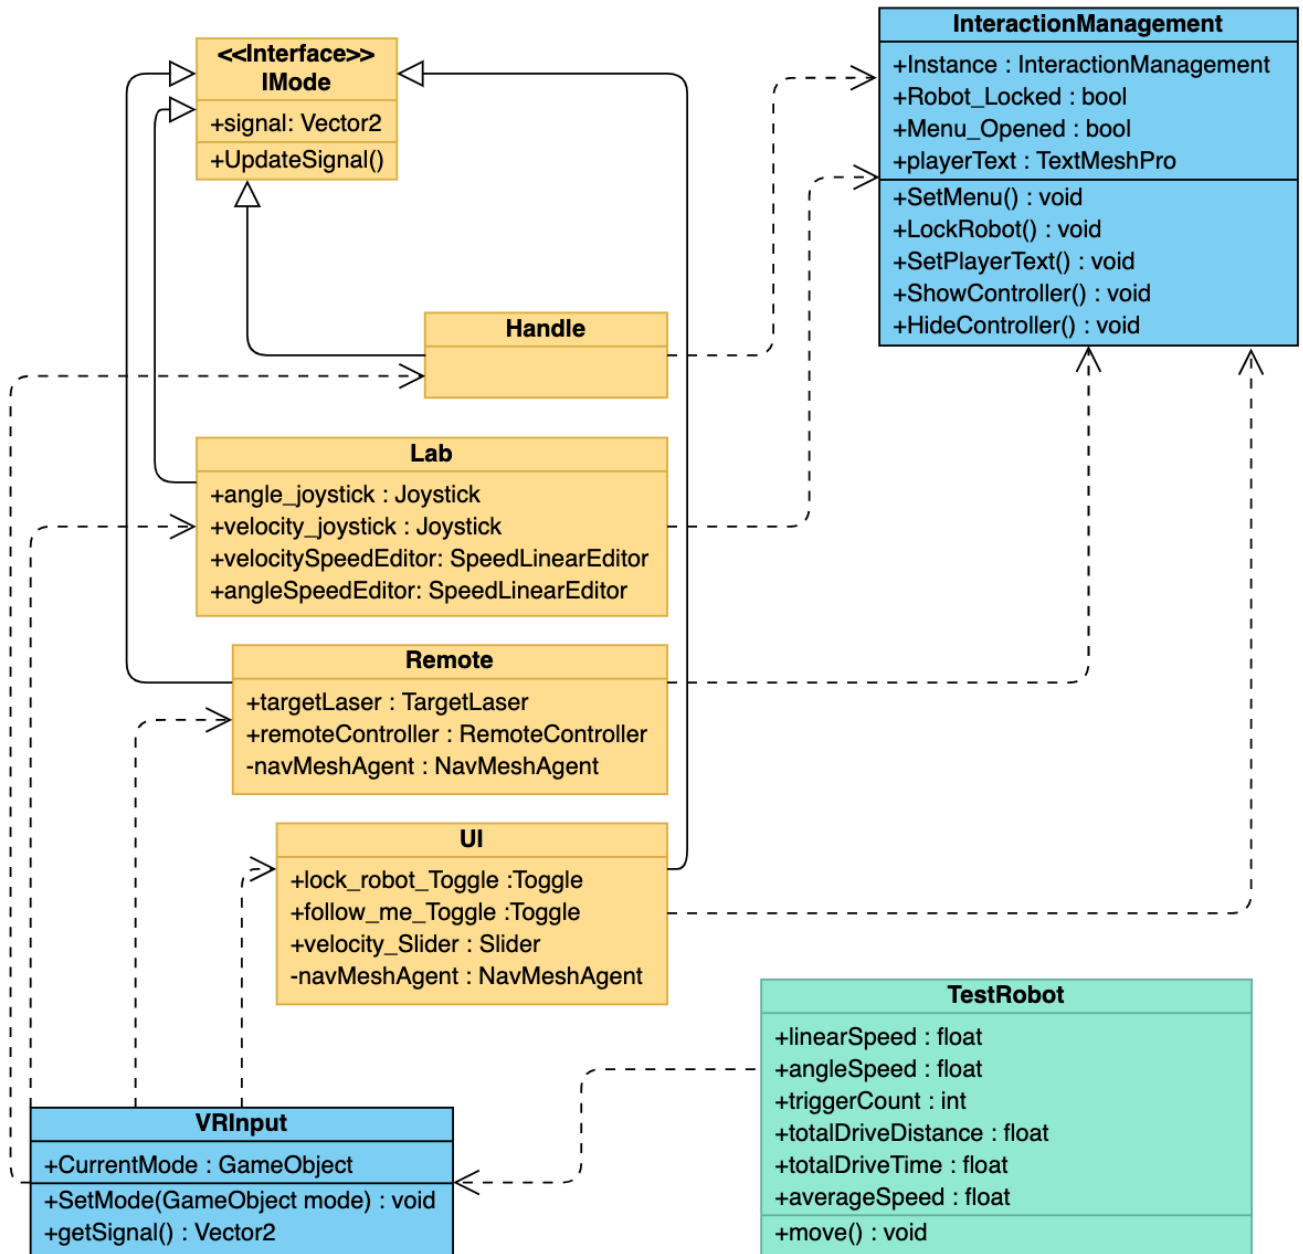 <<Interface>>
IMode
+signal: Vector2
+UpdateSignal()
InteractionManagement
+Instance : InteractionManagement
+Robot_Locked : bool
+Menu_Opened : bool
+playerText : TextMeshPro
+SetMenu() : void
+LockRobot() : void
+SetPlayerText() : void
+ShowController() : void
+HideController() : void
Handle
Lab
+angle_joystick : Joystick
+velocity_joystick : Joystick
+velocitySpeedEditor: SpeedLinearEditor
+angleSpeedEditor: SpeedLinearEditor
Remote
+targetLaser : TargetLaser
+remoteController : RemoteController
-navMeshAgent : NavMeshAgent
UI
+lock_robot_Toggle :Toggle
+follow_me_Toggle :Toggle
+velocity_Slider : Slider
-navMeshAgent : NavMeshAgent
TestRobot
+linearSpeed : float
+angleSpeed : float
+triggerCount : int
+totalDriveDistance : float
+totalDriveTime : float
+averageSpeed : float
+move() : void
VRInput
+CurrentMode : GameObject
+SetMode(GameObject mode) : void
+getSignal() : Vector2